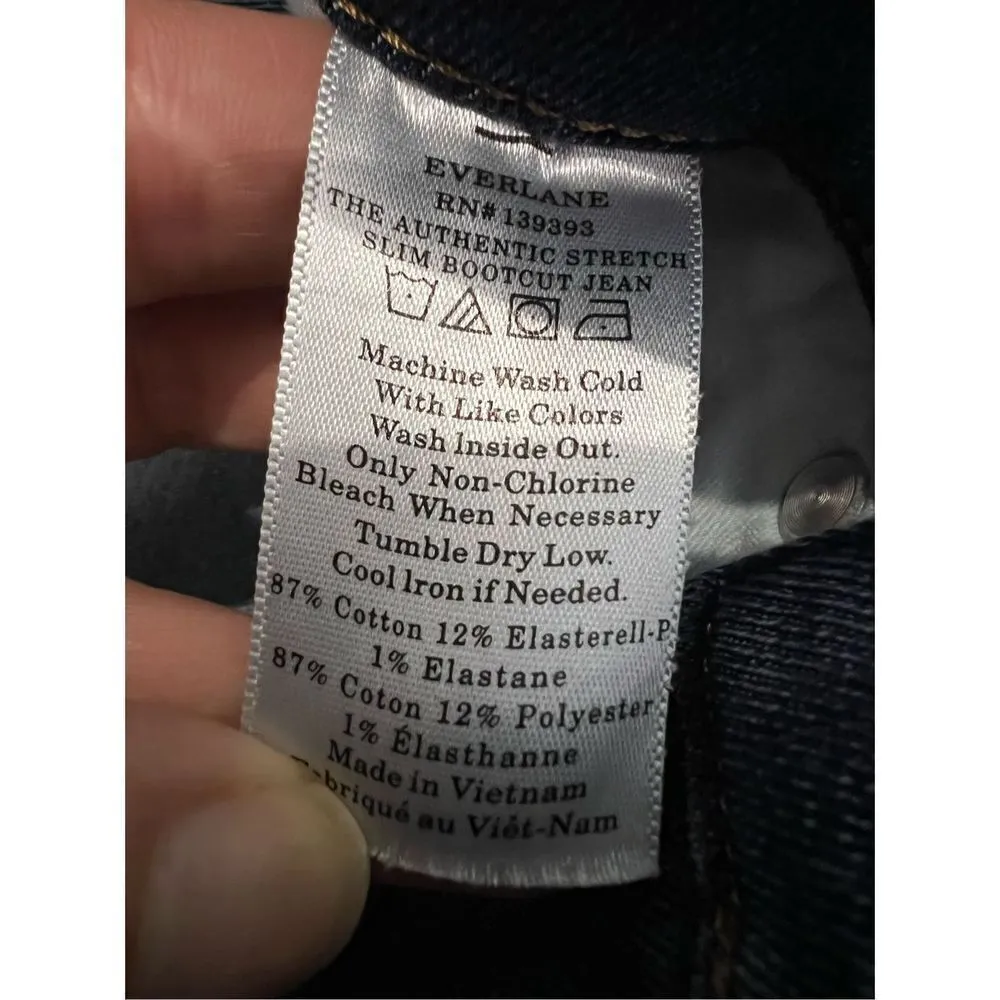 EVERLANE
RN# 139393
THE AUTHENTIC STRETCH
SLIM BOOTCUT JEAN
Machine Wash Cold
With Like Colors
Wash Inside Out.
Only Non-Chlorine
Bleach When Necessary
Tumble Dry Low.
Cool Iron if Needed.
87% Cotton 12% Elasterell-P
1% Elastane
87% Coton 12% Polyester
1% Élasthanne
Made in Vietnam
au Viêt-Nam